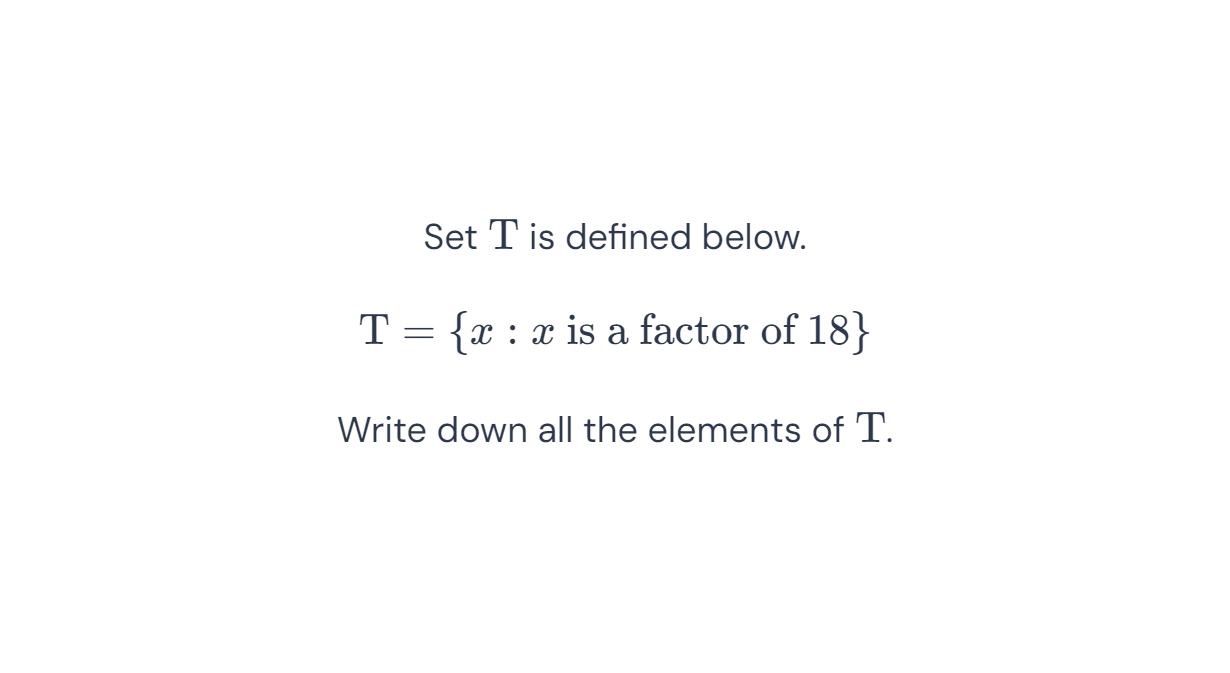 Set T is defined below.
T = {x : x is a factor of 18}
Write down all the elements of T.